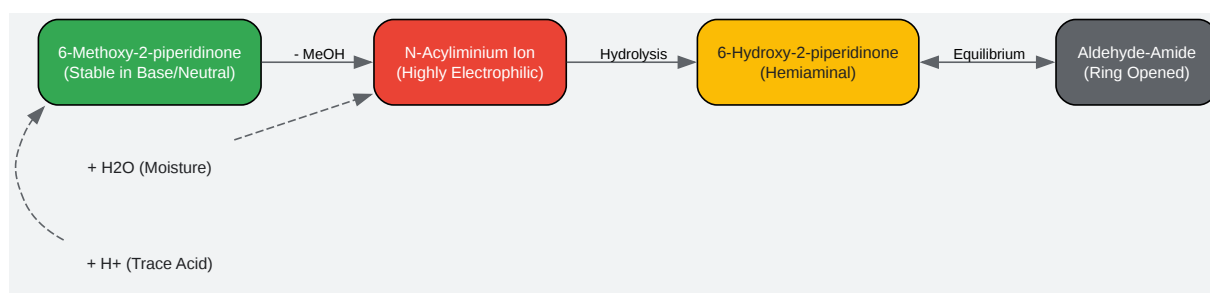 6-Methoxy-2-piperidinone
(Stable in Base/Neutral)
- MeOH
N-Acyliminium Ion
(Highly Electrophilic)
Hydrolysis
6-Hydroxy-2-piperidinone
(Hemiaminal)
Equilibrium
Aldehyde-Amide
(Ring Opened)
+ H2O (Moisture)
+ H+ (Trace Acid)